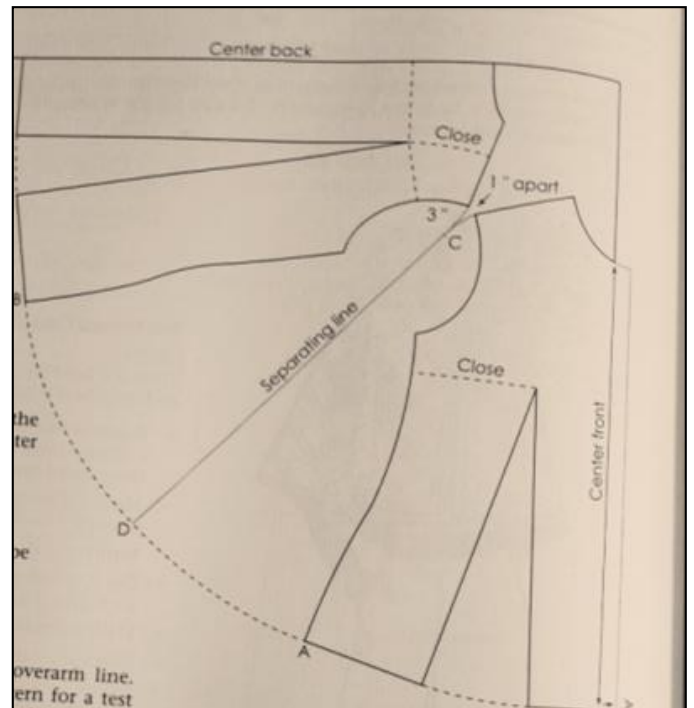 Center back
Close
1" apart
3"
C
B
Separating line
Close
the
ter
Center front
D
be
A
overarm line.
ern for a test